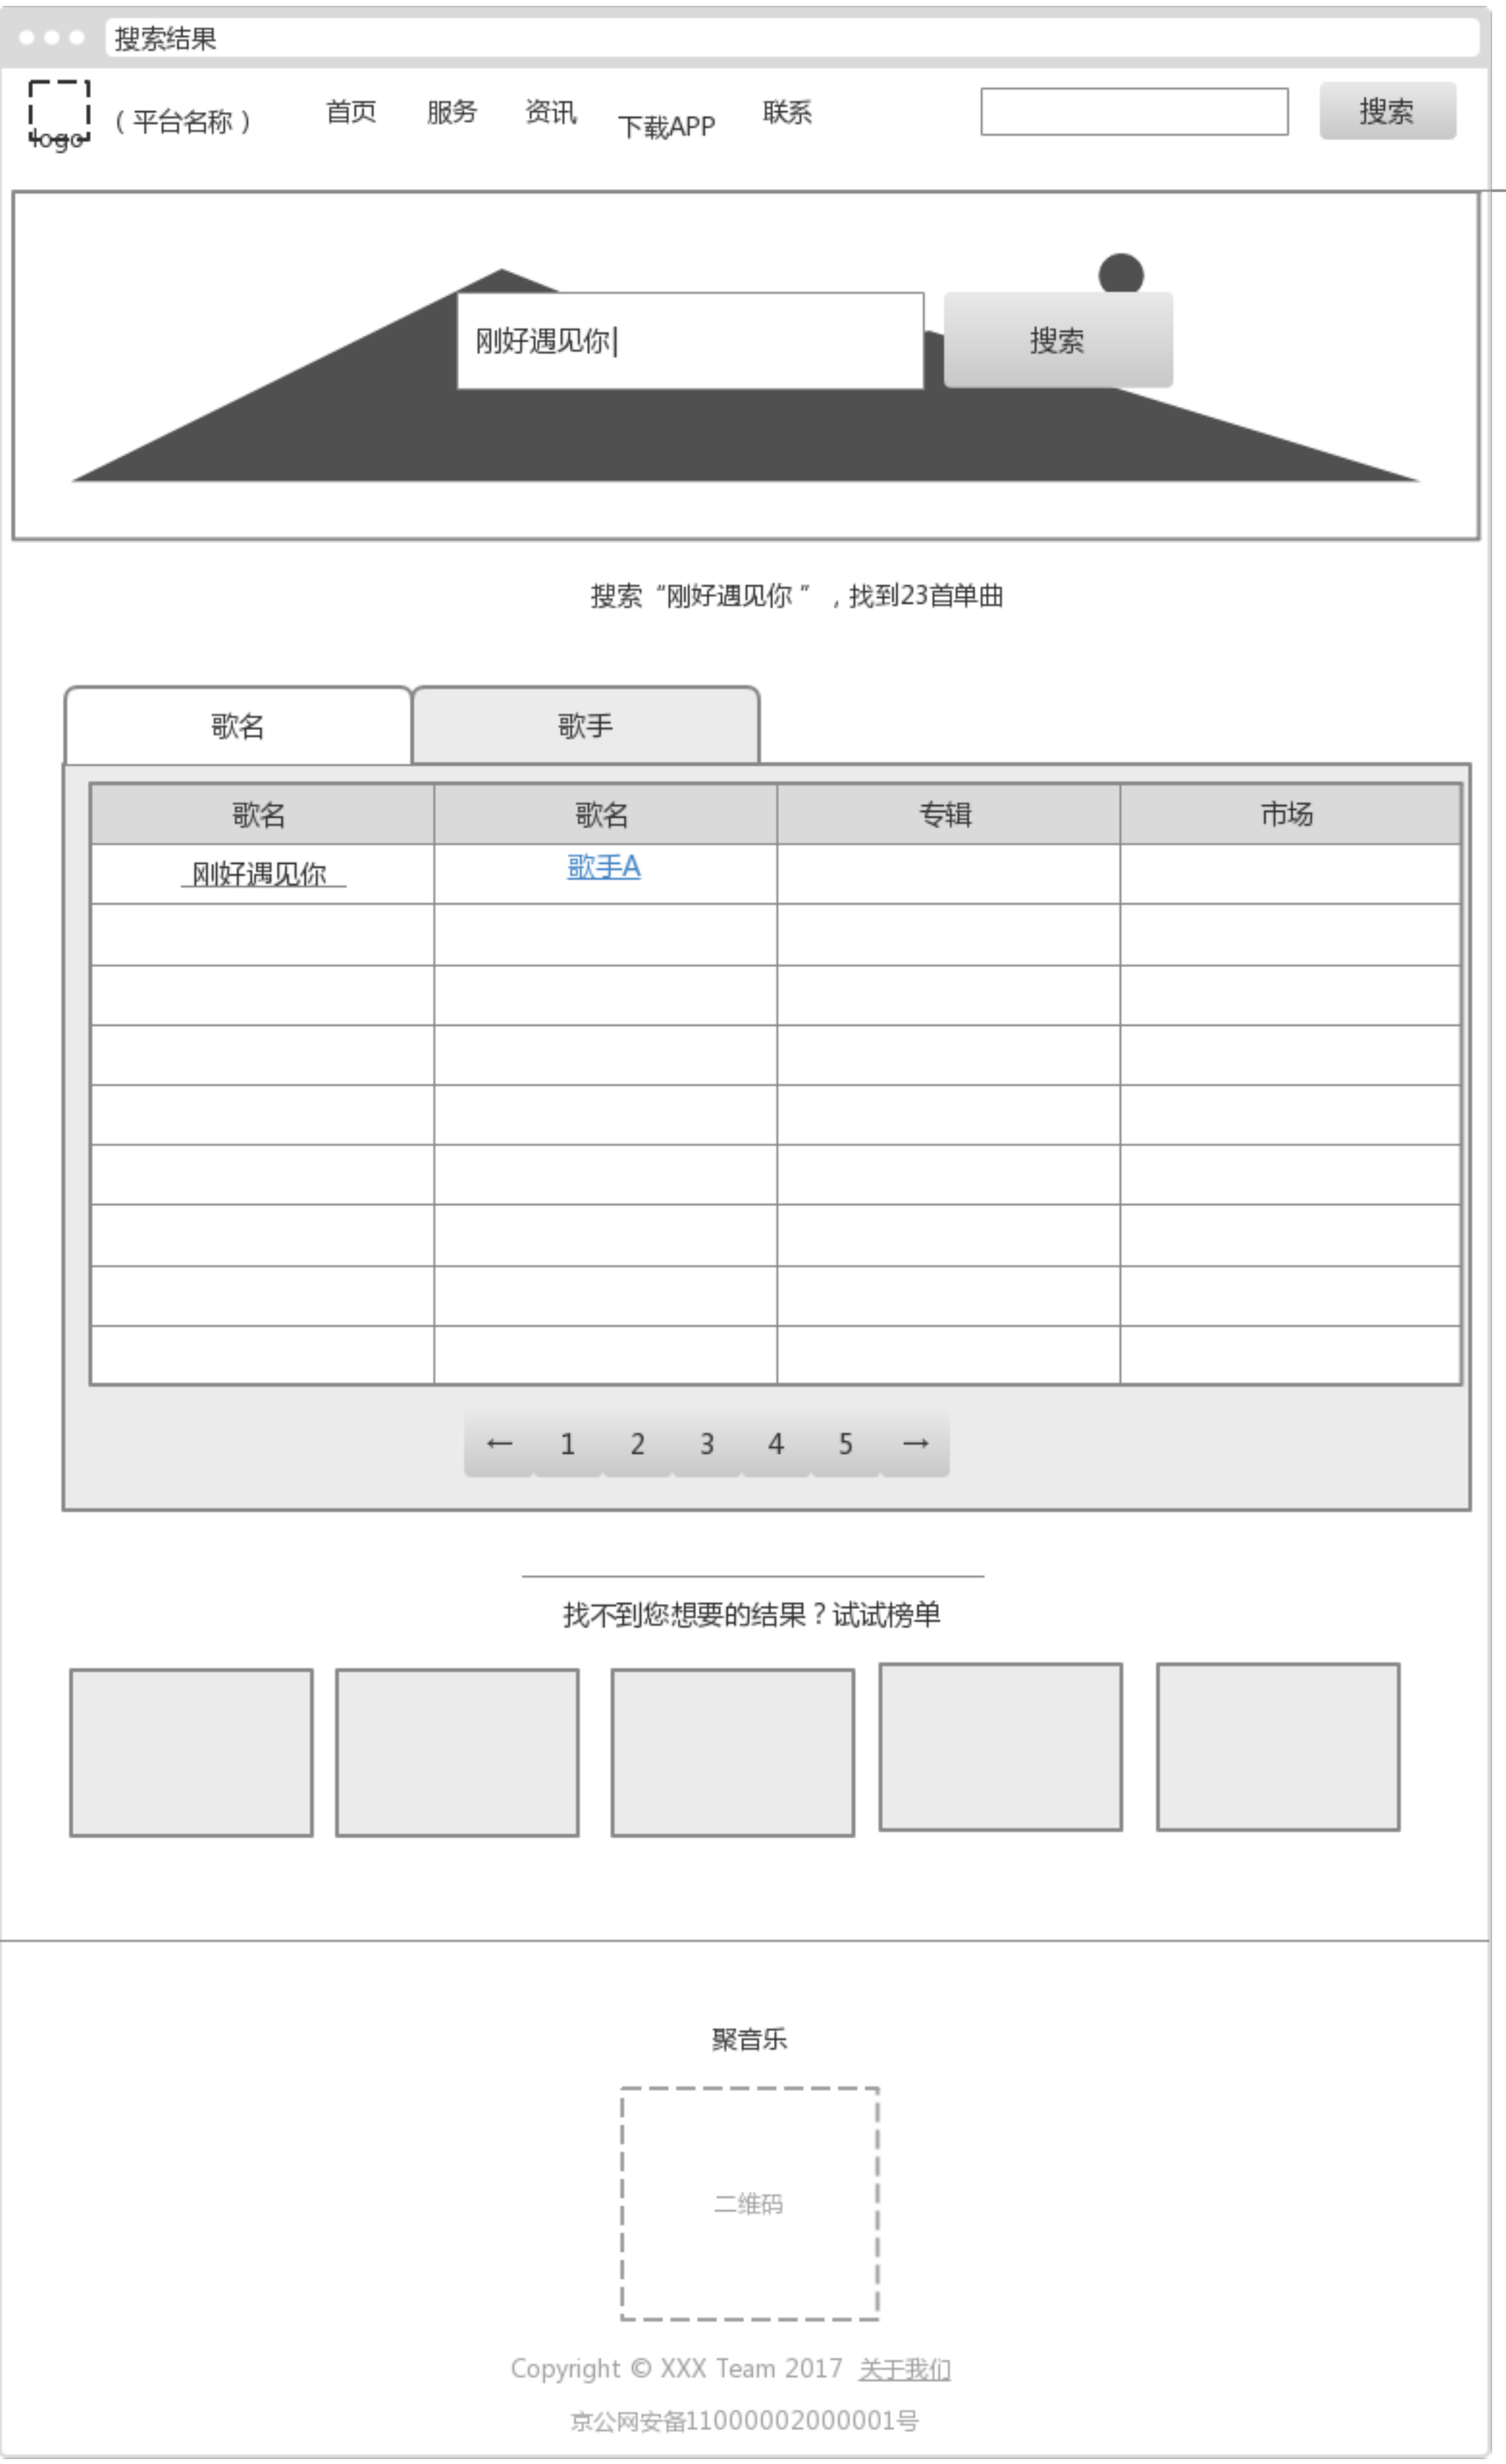 搜索结果
logo
（平台名称） 首页 服务 资讯 下载APP 联系 搜索
刚好遇见你 搜索
搜索“刚好遇见你 ” ，找到23首单曲
歌名 歌手
歌名 歌名 专辑 市场
刚好遇见你 歌手A
← 1 2 3 4 5 →
找不到您想要的结果？试试榜单
聚音乐
二维码
Copyright © XXX Team 2017 关于我们
京公网安备11000002000001号